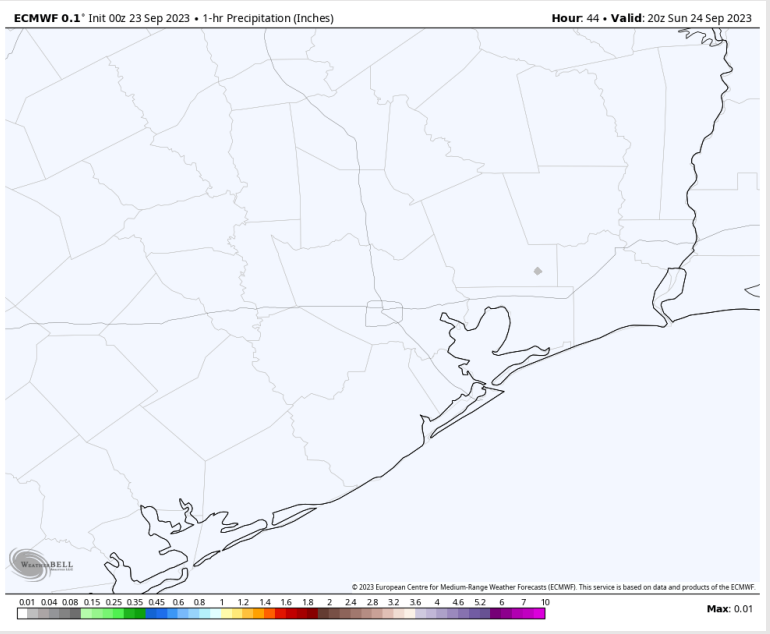 ECMWF 0.1° Init 00z 23 Sep 2023 • 1-hr Precipitation (Inches)
Hour: 44 • Valid: 20z Sun 24 Sep 2023
WEATHERBELL
© 2023 European Centre for Medium-Range Weather Forecasts (ECMWF). This service is based on data and products of the ECMWF.
0.01 0.04 0.08 0.15 0.25 0.35 0.45 0.6 0.8 1 1.2 1.4 1.6 1.8 2 2.4 2.8 3.2 3.6 4 4.6 5.2 6 7 10
Max: 0.01